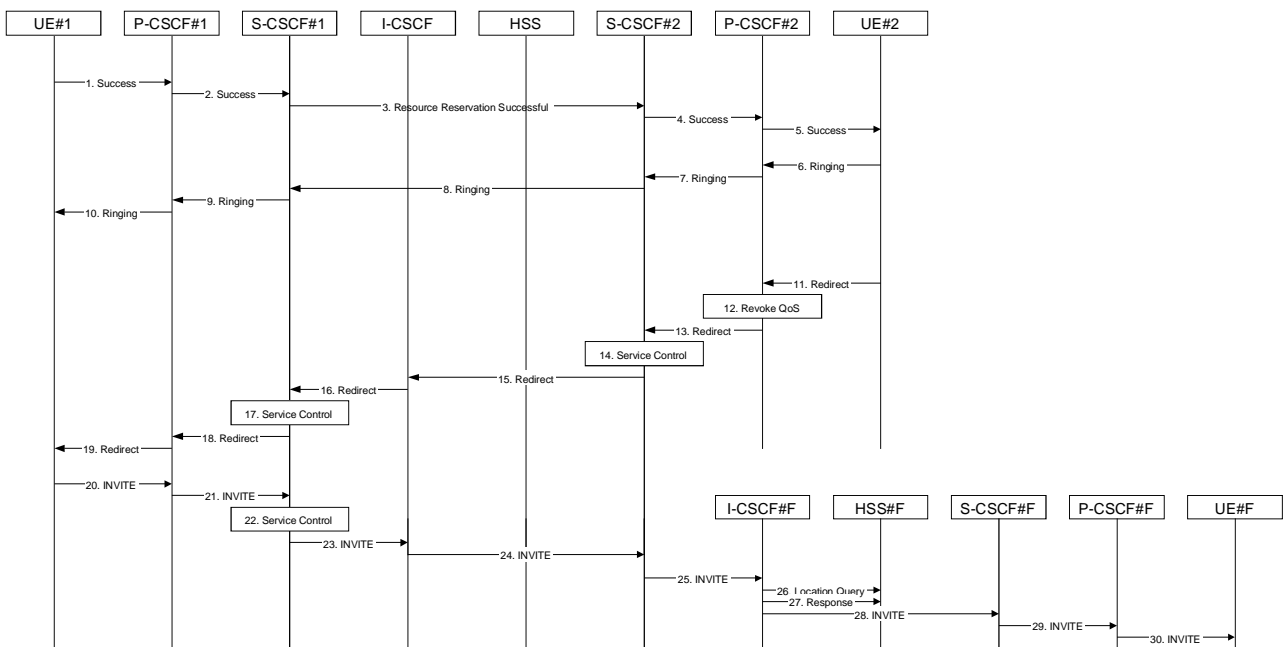 UE#1 P-CSCF#1 S-CSCF#1 I-CSCF HSS S-CSCF#2 P-CSCF#2 UE#2
1. Success
2. Success
3. Resource Reservation Successful
4. Success
5. Success
6. Ringing
7. Ringing
8. Ringing
9. Ringing
10. Ringing
11. Redirect
12. Revoke QoS
13. Redirect
14. Service Control
15. Redirect
16. Redirect
17. Service Control
18. Redirect
19. Redirect
20. INVITE
21. INVITE
I-CSCF#F HSS#F S-CSCF#F P-CSCF#F UE#F
22. Service Control
23. INVITE
24. INVITE
25. INVITE
26. Location Query
27. Response
28. INVITE
29. INVITE
30. INVITE